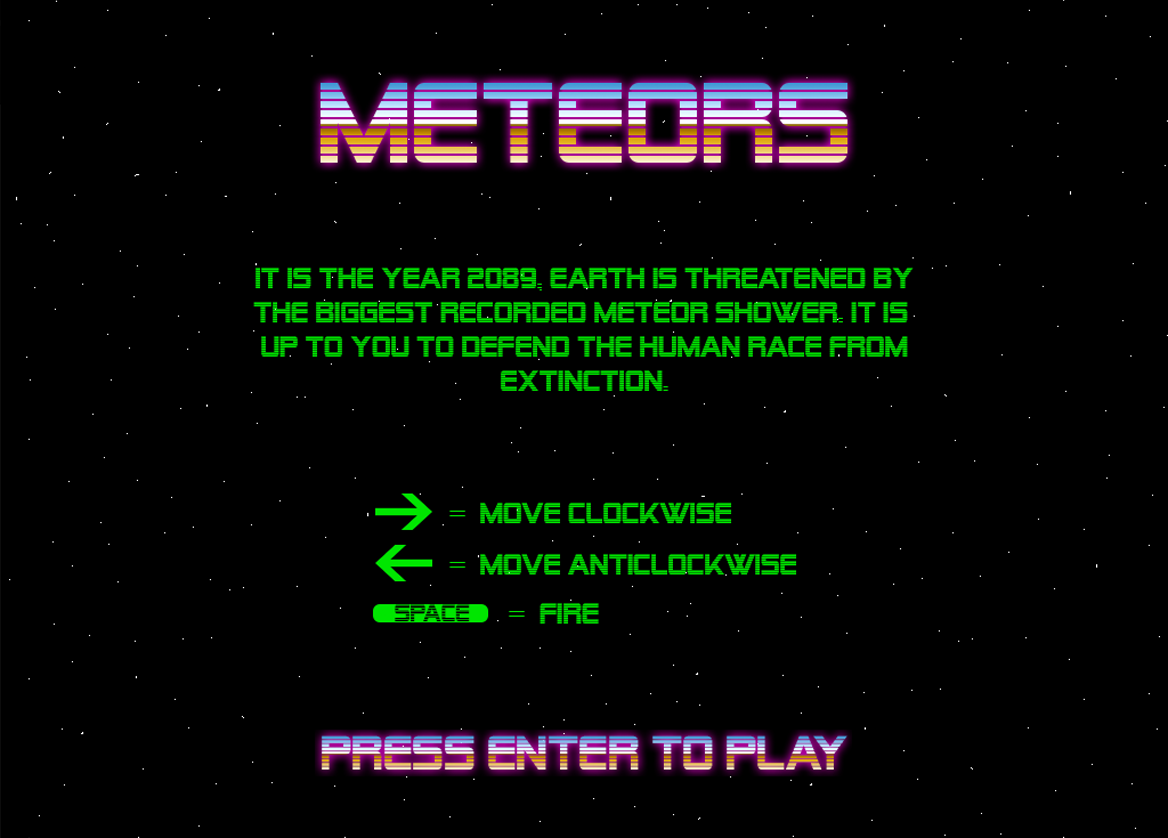 METEORS
IT IS THE YEAR 2089. EARTH IS THREATENED BY
THE BIGGEST RECORDED METEOR SHOWER. IT IS
UP TO YOU TO DEFEND THE HUMAN RACE FROM
EXTINCTION.
→ = MOVE CLOCKWISE
← = MOVE ANTICLOCKWISE
SPACE = FIRE
PRESS ENTER TO PLAY